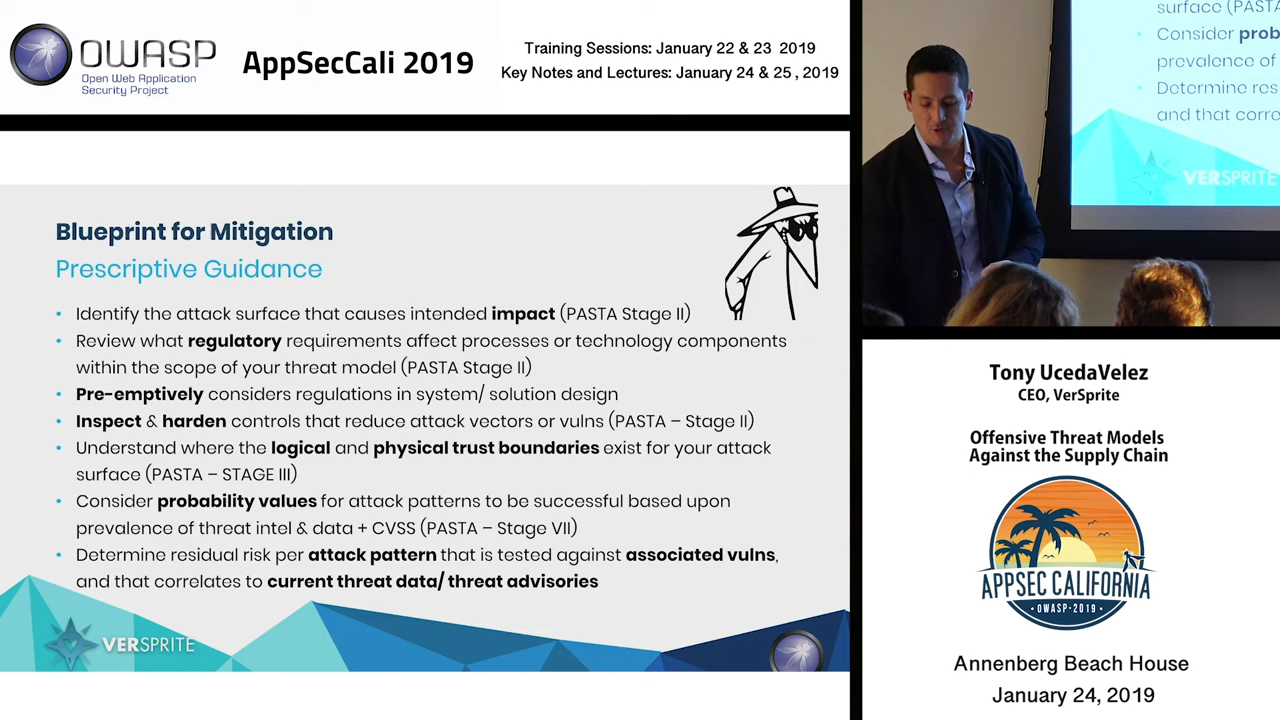 OWASP
Open Web Application
Security Project
AppSecCali 2019
Training Sessions: January 22 & 23 2019
Key Notes and Lectures: January 24 & 25 , 2019
Blueprint for Mitigation
Prescriptive Guidance
• Identify the attack surface that causes intended impact (PASTA Stage II)
• Review what regulatory requirements affect processes or technology components
within the scope of your threat model (PASTA Stage II)
• Pre-emptively considers regulations in system/ solution design
• Inspect & harden controls that reduce attack vectors or vulns (PASTA – Stage II)
• Understand where the logical and physical trust boundaries exist for your attack
surface (PASTA – STAGE III)
• Consider probability values for attack patterns to be successful based upon
prevalence of threat intel & data + CVSS (PASTA – Stage VII)
• Determine residual risk per attack pattern that is tested against associated vulns,
and that correlates to current threat data/ threat advisories
VERSPRITE
surface (PASTA
• Consider prob
prevalence of
• Determine res
and that corre
VERSPRITE
Tony UcedaVelez
CEO, VerSprite
Offensive Threat Models
Against the Supply Chain
APPSEC CALIFORNIA
• OWASP-2019 •
Annenberg Beach House
January 24, 2019